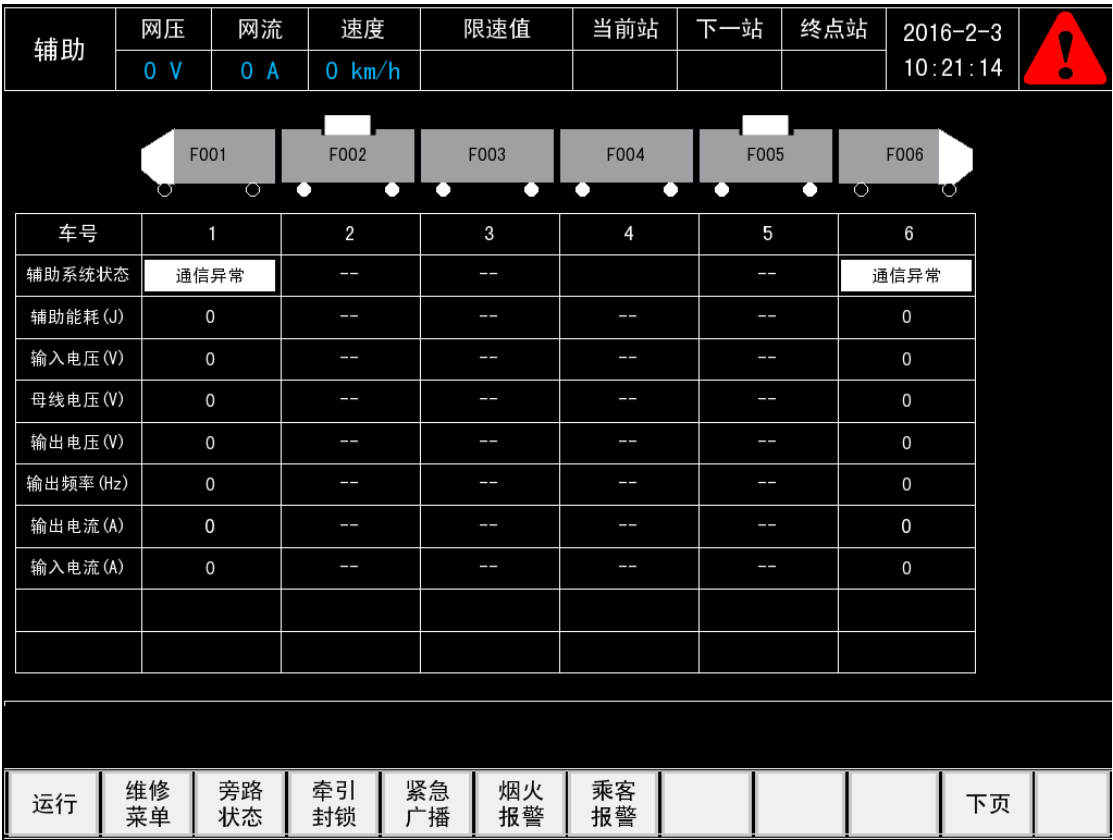 辅助 网压 网流 速度 限速值 当前站 下一站 终点站 2016-2-3
0 V 0 A 0 km/h 10:21:14
F001 F002 F003 F004 F005 F006
车号 1 2 3 4 5 6
辅助系统状态 通信异常 -- -- -- 通信异常
辅助能耗(J) 0 -- -- -- -- 0
输入电压(V) 0 -- -- -- -- 0
母线电压(V) 0 -- -- -- -- 0
输出电压(V) 0 -- -- -- -- 0
输出频率(Hz) 0 -- -- -- -- 0
输出电流(A) 0 -- -- -- -- 0
输入电流(A) 0 -- -- -- -- 0
运行 维修 旁路 牵引 紧急 烟火 乘客 下页
菜单 状态 封锁 广播 报警 报警